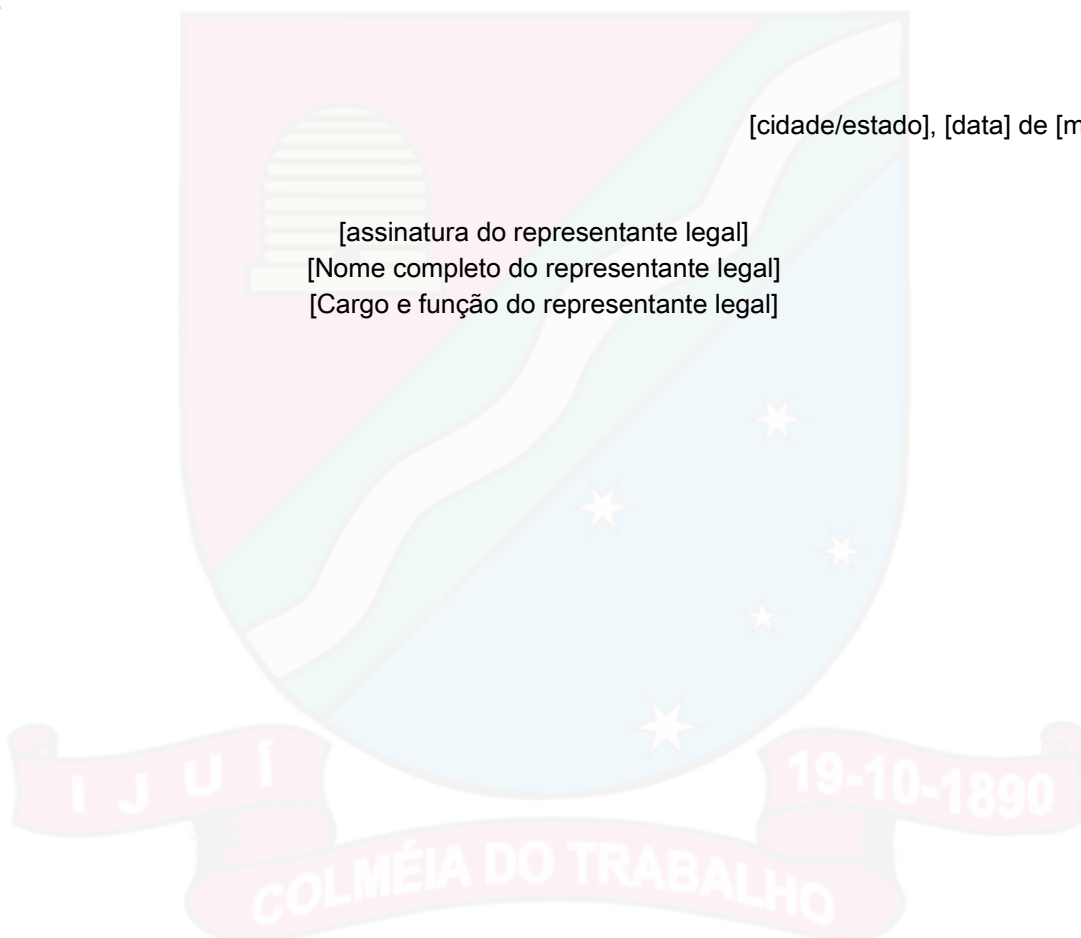 [cidade/estado], [data] de [m
[assinatura do representante legal]
[Nome completo do representante legal]
[Cargo e função do representante legal]
IJUÍ
19-10-1890
COLMÉIA DO TRABALHO